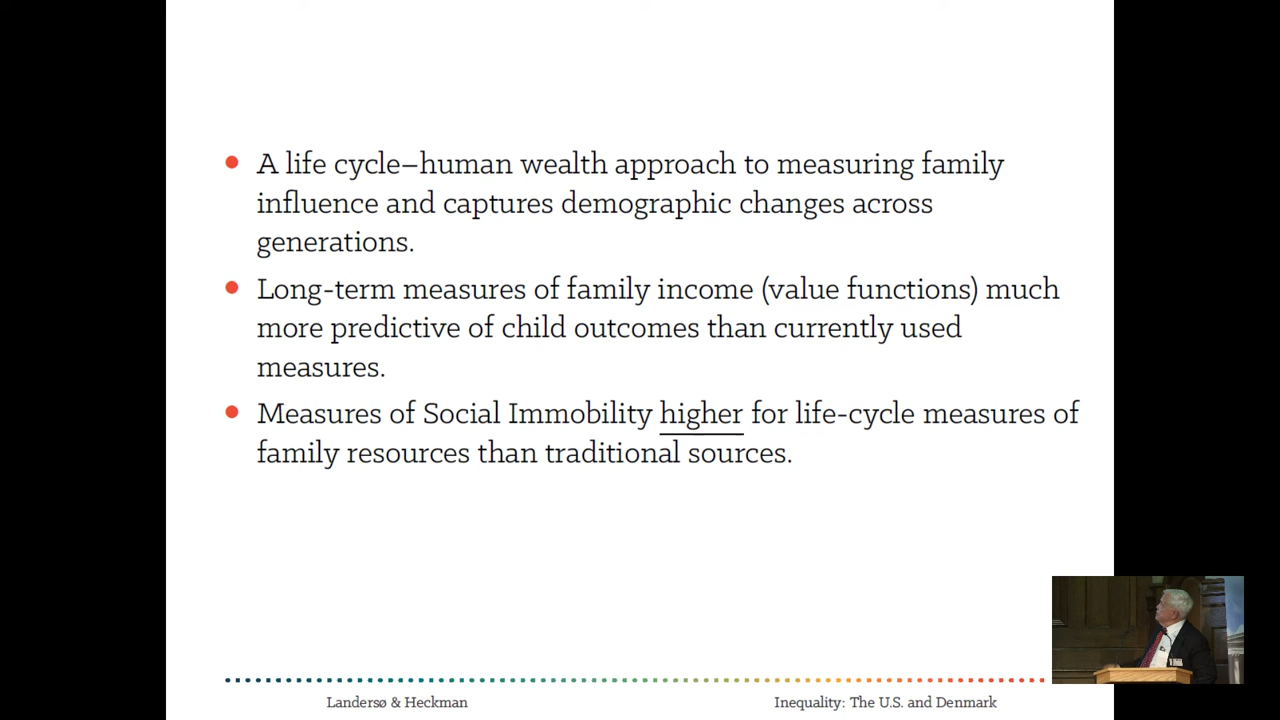 A life cycle–human wealth approach to measuring family
influence and captures demographic changes across
generations.
Long-term measures of family income (value functions) much
more predictive of child outcomes than currently used
measures.
Measures of Social Immobility higher for life-cycle measures of
family resources than traditional sources.
Landersø & Heckman
Inequality: The U.S. and Denmark